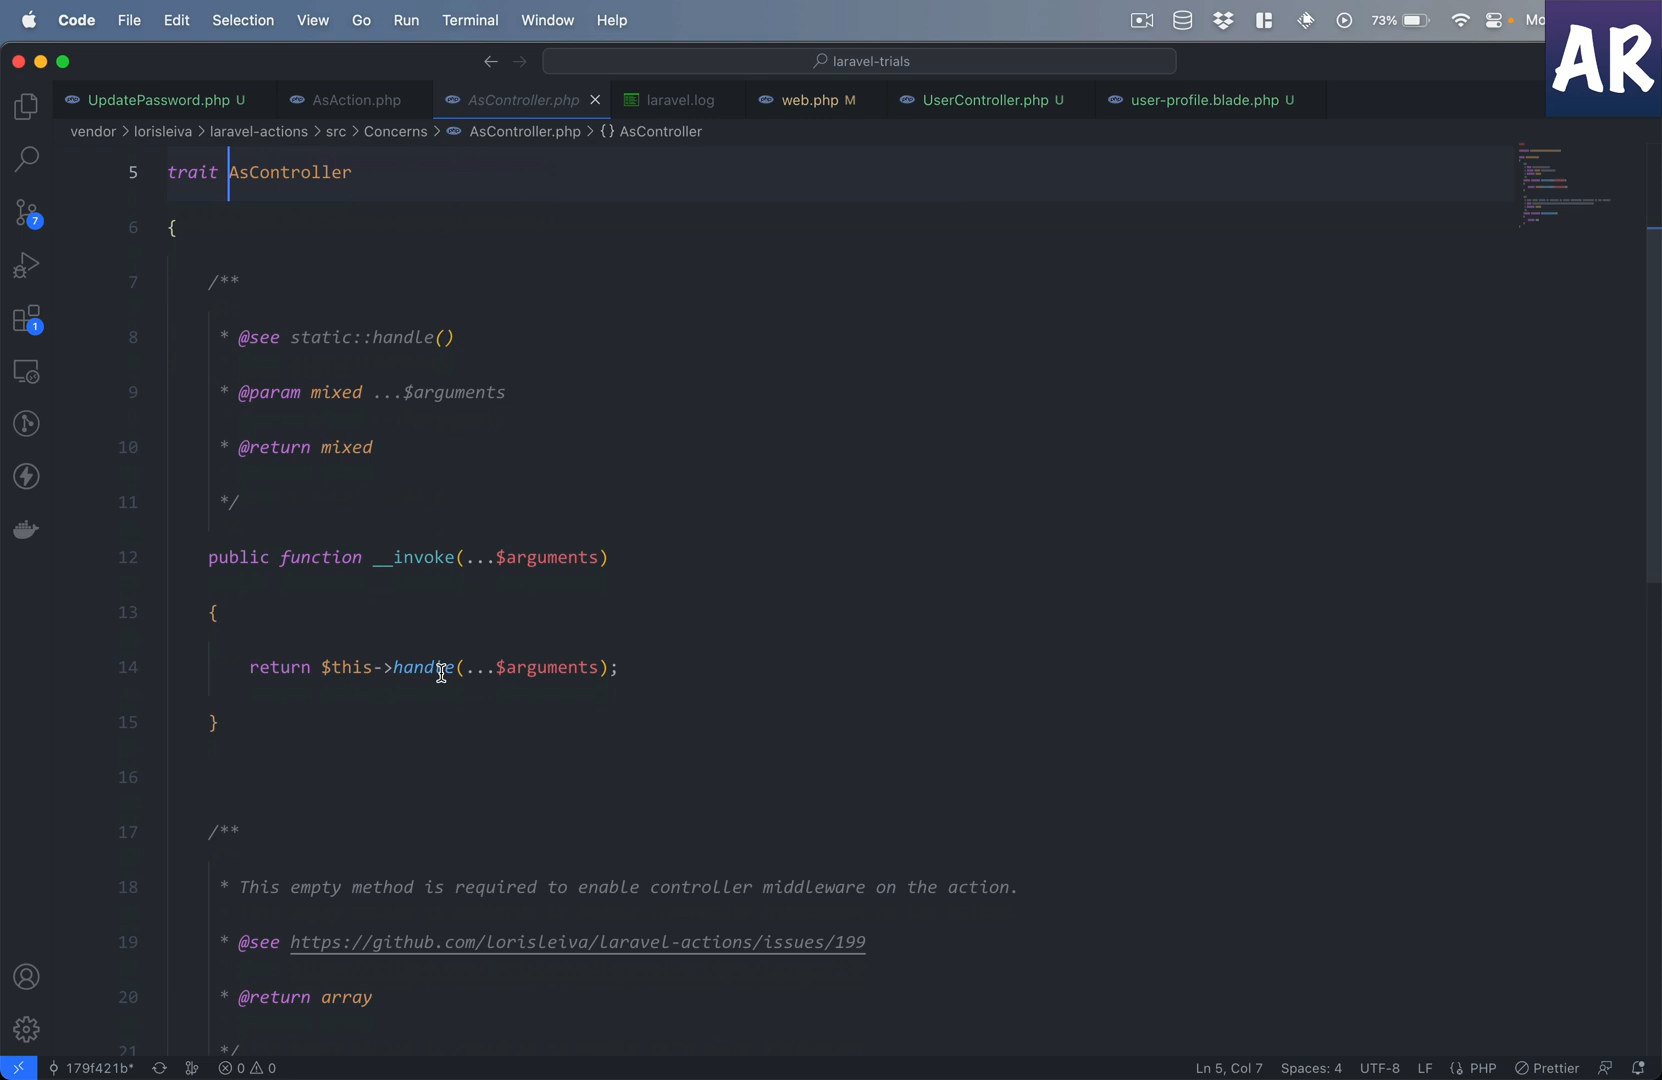 Code File Edit Selection View Go Run Terminal Window Help 73% Mo
AR
laravel-trials
UpdatePassword.php U AsAction.php AsController.php laravel.log web.php M UserController.php U user-profile.blade.php U
vendor > lorisleiva > laravel-actions > src > Concerns > AsController.php > {} AsController
5 trait AsController
6 {
7 /**
8 * @see static::handle()
9 * @param mixed ...$arguments
10 * @return mixed
11 */
12 public function __invoke(...$arguments)
13 {
14 return $this->handle(...$arguments);
15 }
16
17 /**
18 * This empty method is required to enable controller middleware on the action.
19 * @see https://github.com/lorisleiva/laravel-actions/issues/199
20 * @return array
21 */
7
1
179f421b* 0 0 Ln 5, Col 7 Spaces: 4 UTF-8 LF {} PHP Prettier